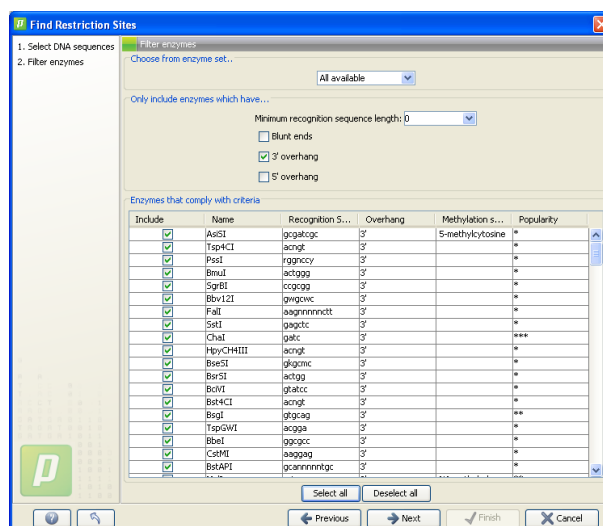 Find Restriction Sites
1. Select DNA sequences
2. Filter enzymes
Filter enzymes
Choose from enzyme set..
All available
Only include enzymes which have...
Minimum recognition sequence length: 0
Blunt ends
3' overhang
5' overhang
Enzymes that comply with criteria
Include Name Recognition S... Overhang Methylation s... Popularity
AsiSI gcgatcgc 3' 5-methylcytosine *
Tsp4CI acngt 3' *
PssI rggnccy 3' *
BmuI actggg 3' *
SgrBI ccgcgg 3' *
Bbv12I gwgcwc 3' *
FalI aagnnnnnctt 3' *
SstI gagctc 3' *
ChaI gatc 3' ***
HpyCH4III acngt 3' *
BseSI gkgcmc 3' *
BsrSI actgg 3' *
BciVI gtatcc 3' *
Bst4CI acngt 3' *
BsgI gtgcag 3' **
TspGWI acgga 3' *
BbeI ggcgcc 3' *
CstMI aaggag 3' *
BstAPI gcannnnntgc 3' *
Select all Deselect all
Previous Next Finish Cancel